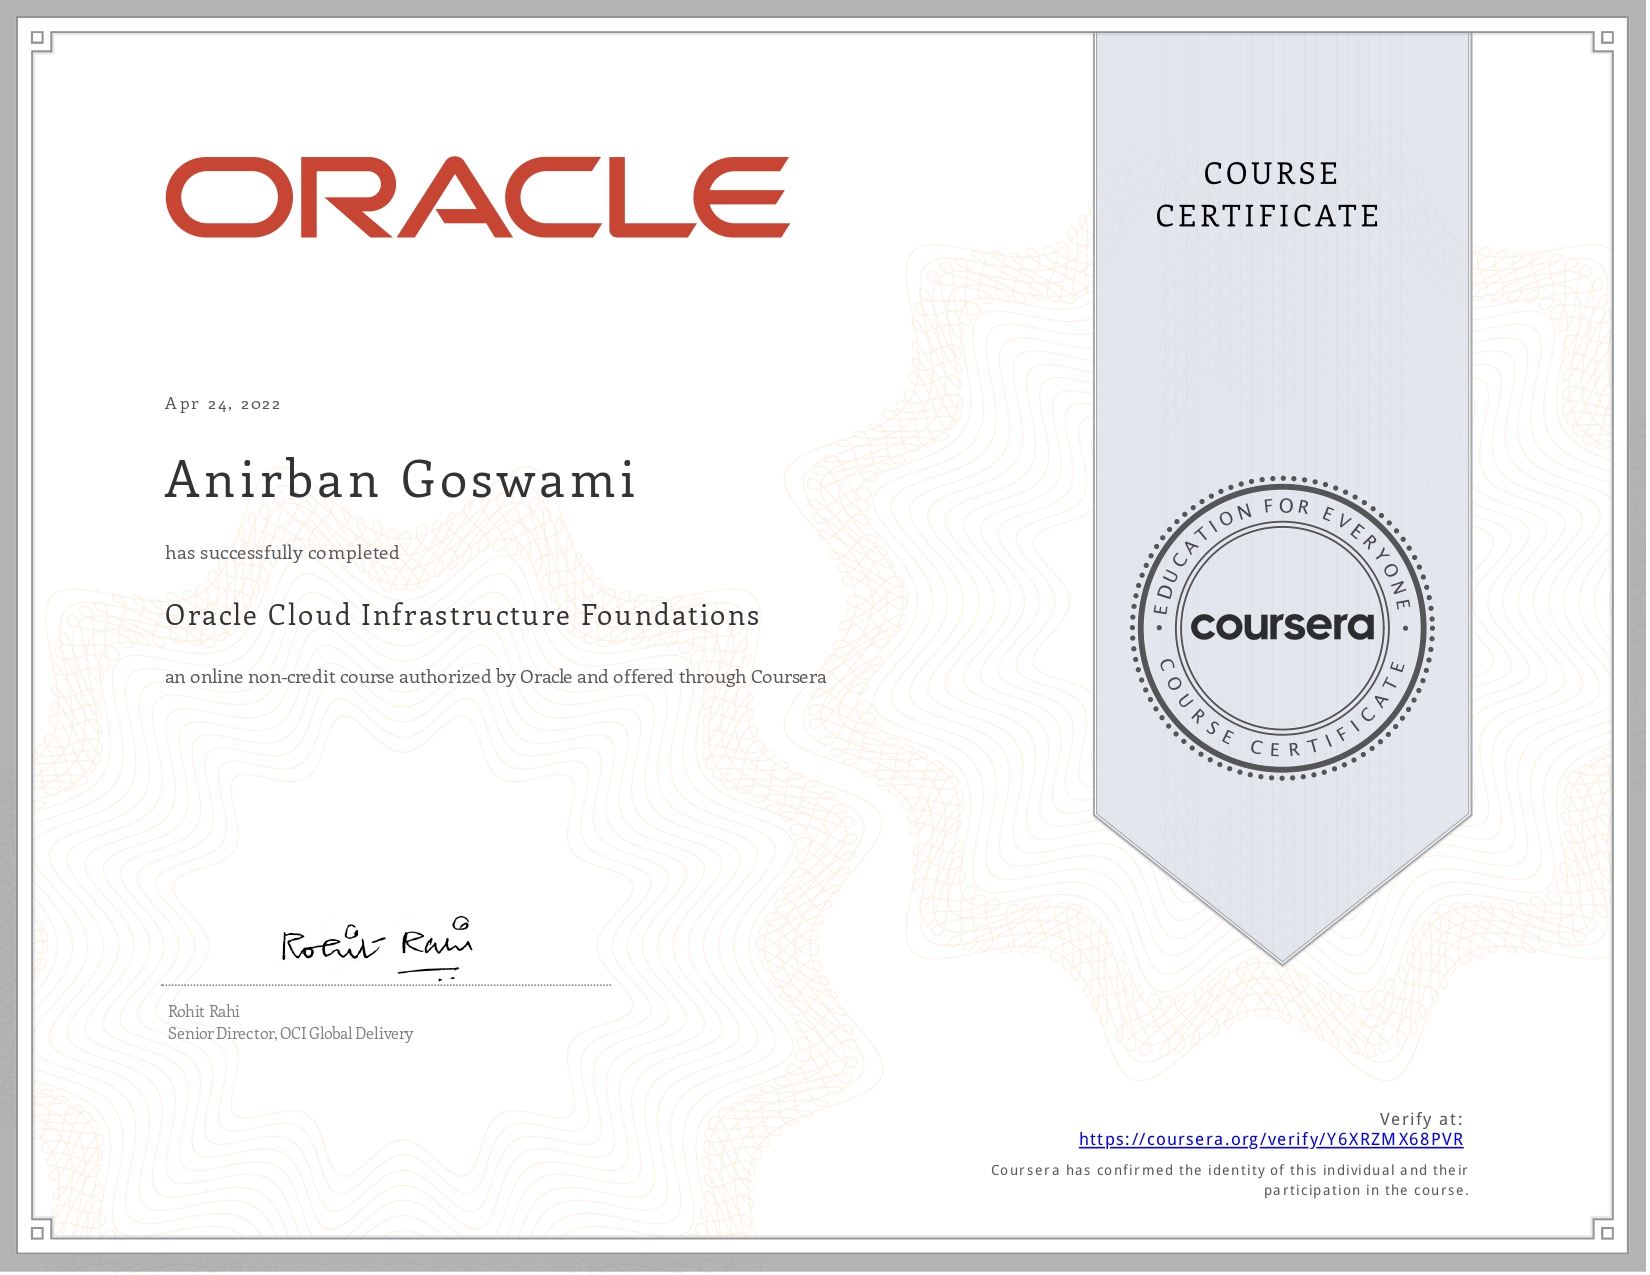 ORACLE
COURSE
CERTIFICATE
Apr 24, 2022
Anirban Goswami
has successfully completed
Oracle Cloud Infrastructure Foundations
an online non-credit course authorized by Oracle and offered through Coursera
• EDUCATION FOR EVERYONE •
coursera
COURSE CERTIFICATE
Rohit Rahi
Rohit Rahi
Senior Director, OCI Global Delivery
Verify at:
https://coursera.org/verify/Y6XRZMX68PVR
Coursera has confirmed the identity of this individual and their
participation in the course.